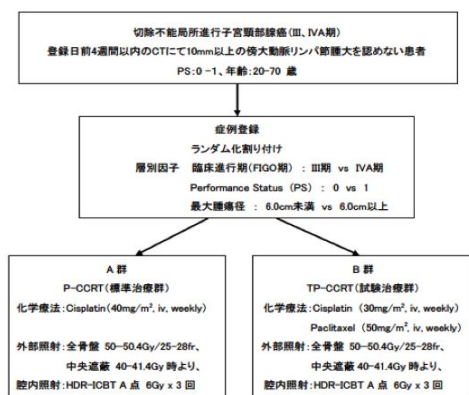 切除不能局所進行子宮頸部腺癌(III、IVA期)
登録日前4週間以内のCTにて10mm以上の傍大動脈リンパ節腫大を認めない患者
PS:0 -1、年齢:20-70 歳
症例登録
ランダム化割り付け
層別因子 臨床進行期(FIGO期) : III期 vs IVA期
Performance Status (PS) : 0 vs 1
最大腫瘍径 : 6.0cm未満 vs 6.0cm以上
A 群
P-CCRT(標準治療群)
化学療法:Cisplatin(40mg/m², iv, weekly)
外部照射:全骨盤 50―50.4Gy/25-28fr、
中央遮蔽 40-41.4Gy 時より、
腔内照射:HDR-ICBT A 点 6Gy x 3 回
B 群
TP-CCRT(試験治療群)
化学療法:Cisplatin (30mg/m², iv, weekly)
Paclitaxel (50mg/m², iv, weekly)
外部照射:全骨盤 50―50.4Gy/25-28fr、
中央遮蔽 40-41.4Gy 時より、
腔内照射:HDR-ICBT A 点 6Gy x 3 回